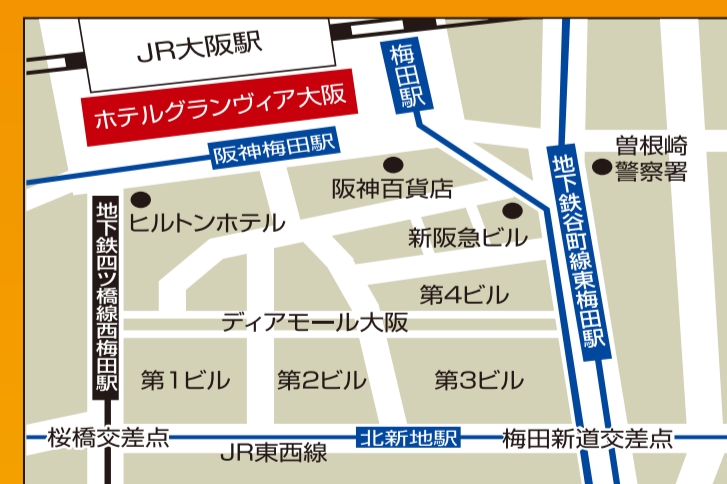 JR大阪駅
ホテルグランヴィア大阪
梅田駅
阪神梅田駅
曽根崎
警察署
阪神百貨店
ヒルトンホテル
新阪急ビル
地下鉄四ツ橋線西梅田駅
地下鉄谷町線東梅田駅
第4ビル
ディアモール大阪
第1ビル
第2ビル
第3ビル
桜橋交差点
北新地駅
梅田新道交差点
JR東西線